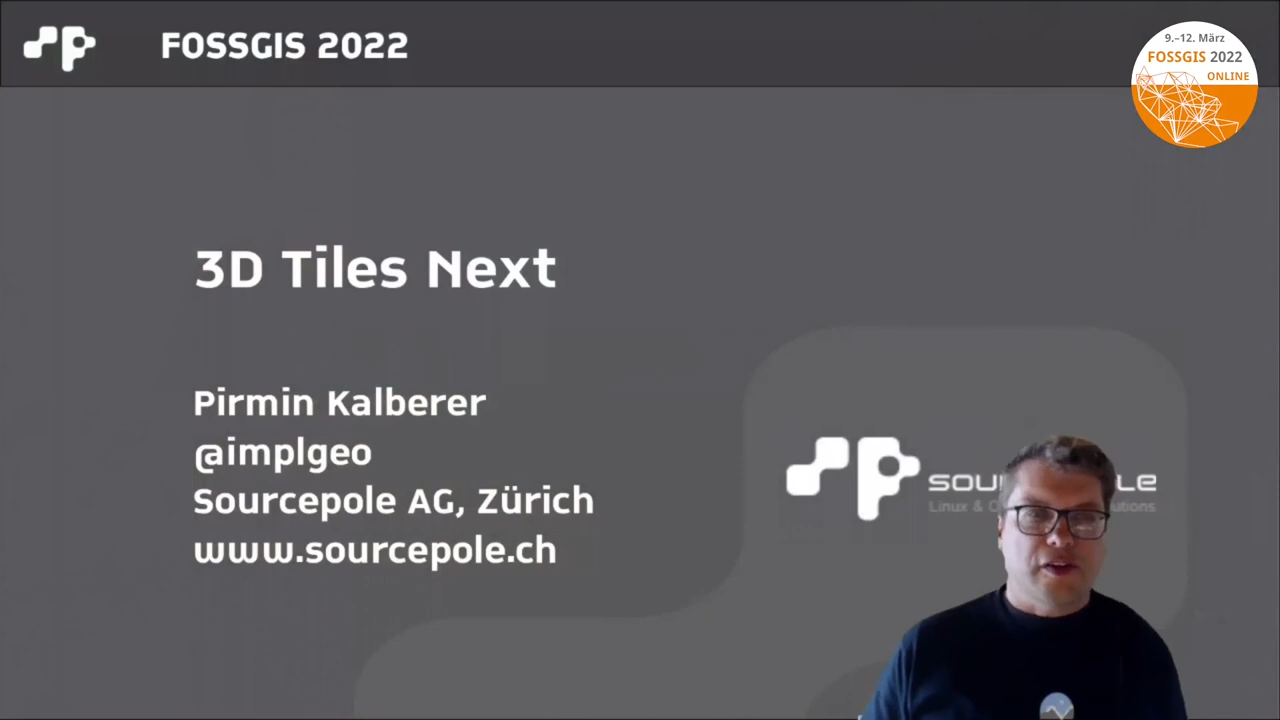 FOSSGIS 2022
9.–12. März
FOSSGIS 2022
ONLINE
3D Tiles Next
Pirmin Kalberer
@implgeo
Sourcepole AG, Zürich
www.sourcepole.ch
Linux &